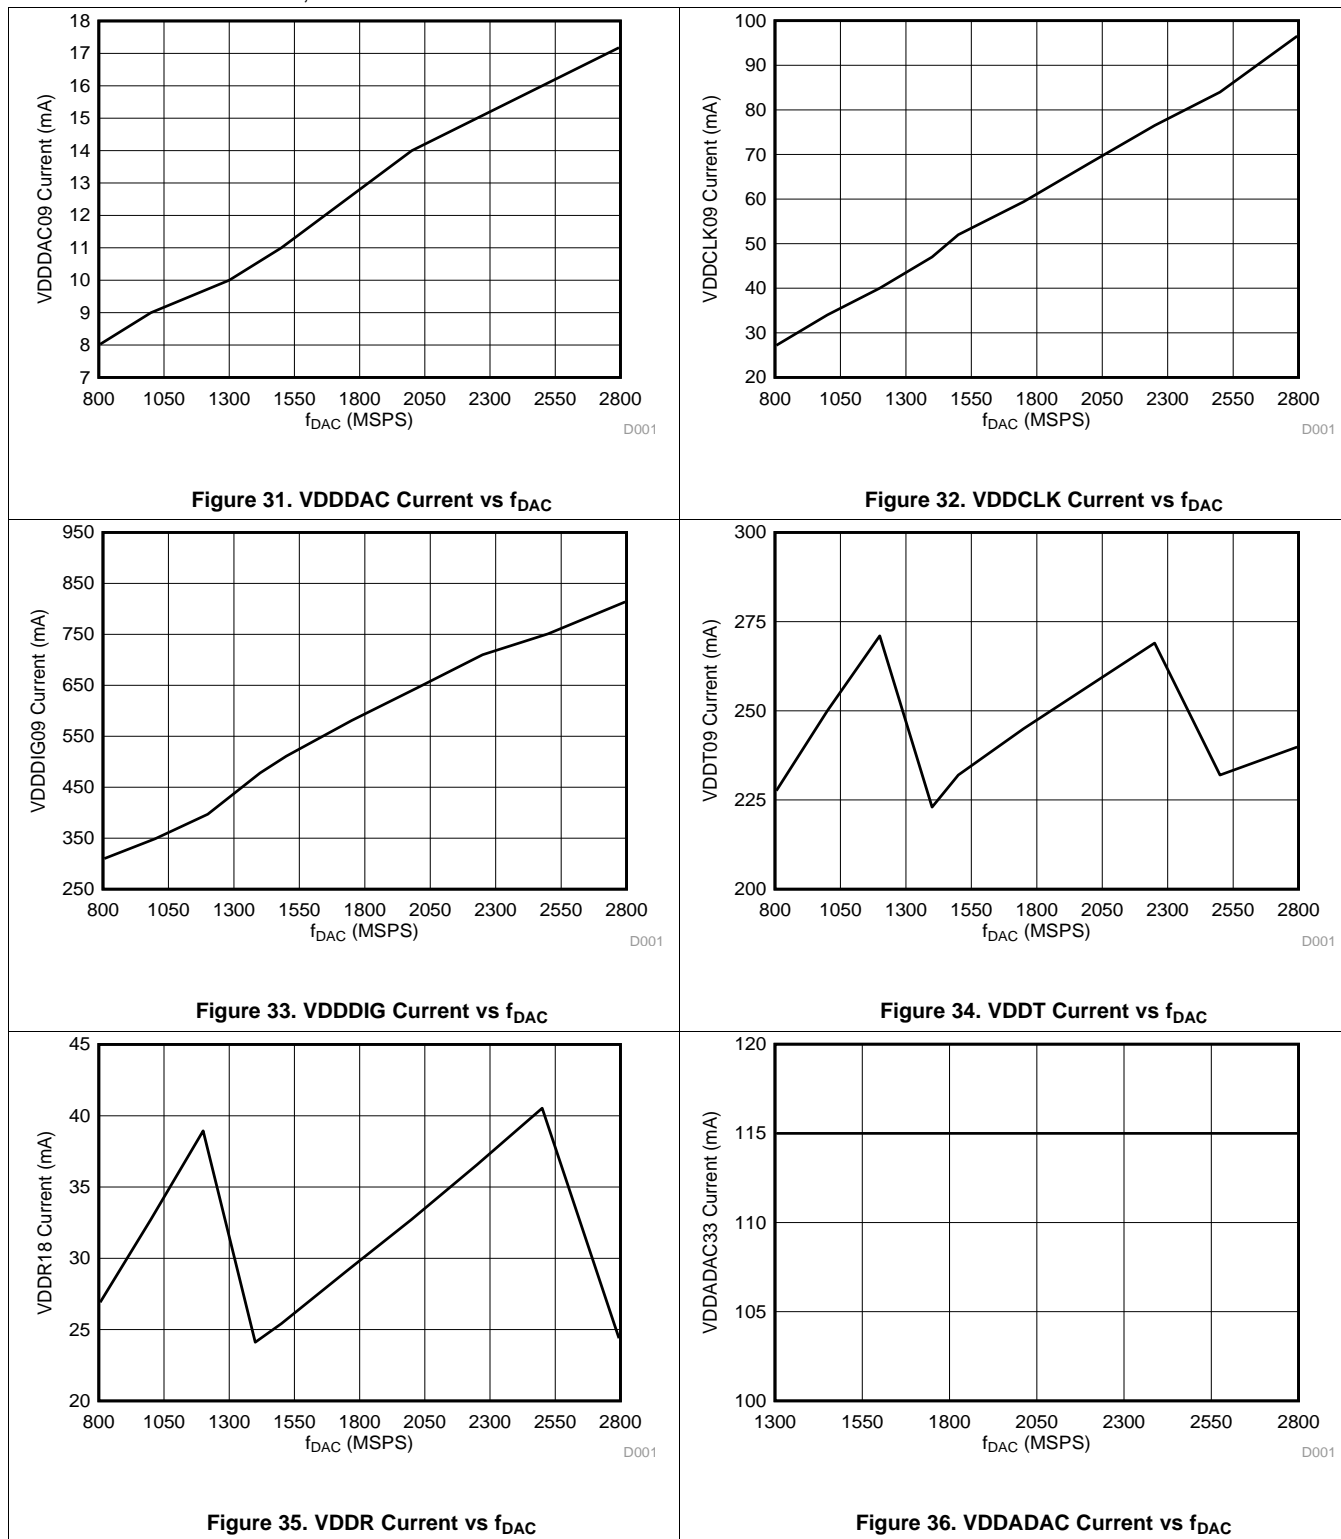 18
17
16
15
14
13
12
11
10
9
8
7
VDDDAC09 Current (mA)
800 1050 1300 1550 1800 2050 2300 2550 2800
fDAC (MSPS)
D001
Figure 31. VDDDAC Current vs fDAC
100
90
80
70
60
50
40
30
20
VDDCLK09 Current (mA)
800 1050 1300 1550 1800 2050 2300 2550 2800
fDAC (MSPS)
D001
Figure 32. VDDCLK Current vs fDAC
950
850
750
650
550
450
350
250
VDDDIG09 Current (mA)
800 1050 1300 1550 1800 2050 2300 2550 2800
fDAC (MSPS)
D001
Figure 33. VDDDIG Current vs fDAC
300
275
250
225
200
VDDT09 Current (mA)
800 1050 1300 1550 1800 2050 2300 2550 2800
fDAC (MSPS)
D001
Figure 34. VDDT Current vs fDAC
45
40
35
30
25
20
VDDR18 Current (mA)
800 1050 1300 1550 1800 2050 2300 2550 2800
fDAC (MSPS)
D001
Figure 35. VDDR Current vs fDAC
120
115
110
105
100
VDDADAC33 Current (mA)
1300 1550 1800 2050 2300 2550 2800
fDAC (MSPS)
D001
Figure 36. VDDADAC Current vs fDAC